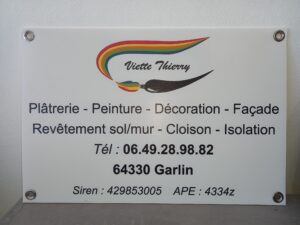 Viette Thierry
Plâtrerie - Peinture - Décoration - Façade
Revêtement sol/mur - Cloison - Isolation
Tél : 06.49.28.98.82
64330 Garlin
Siren : 429853005 APE : 4334z